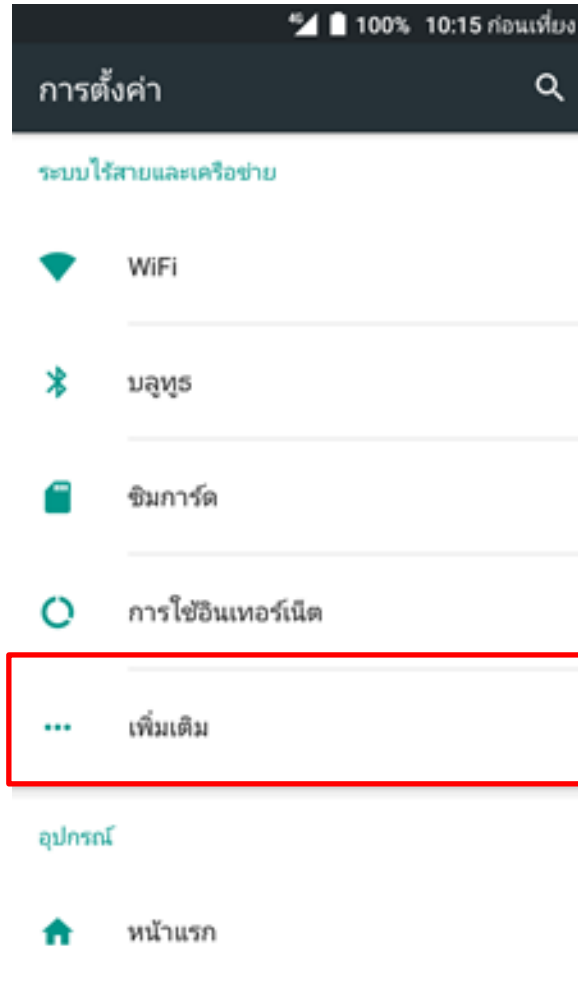 4G 100% 10:15 ก่อนเที่ยง
การตั้งค่า
ระบบไร้สายและเครือข่าย
WiFi
บลูทูธ
ซิมการ์ด
การใช้อินเทอร์เน็ต
เพิ่มเติม
อุปกรณ์
หน้าแรก